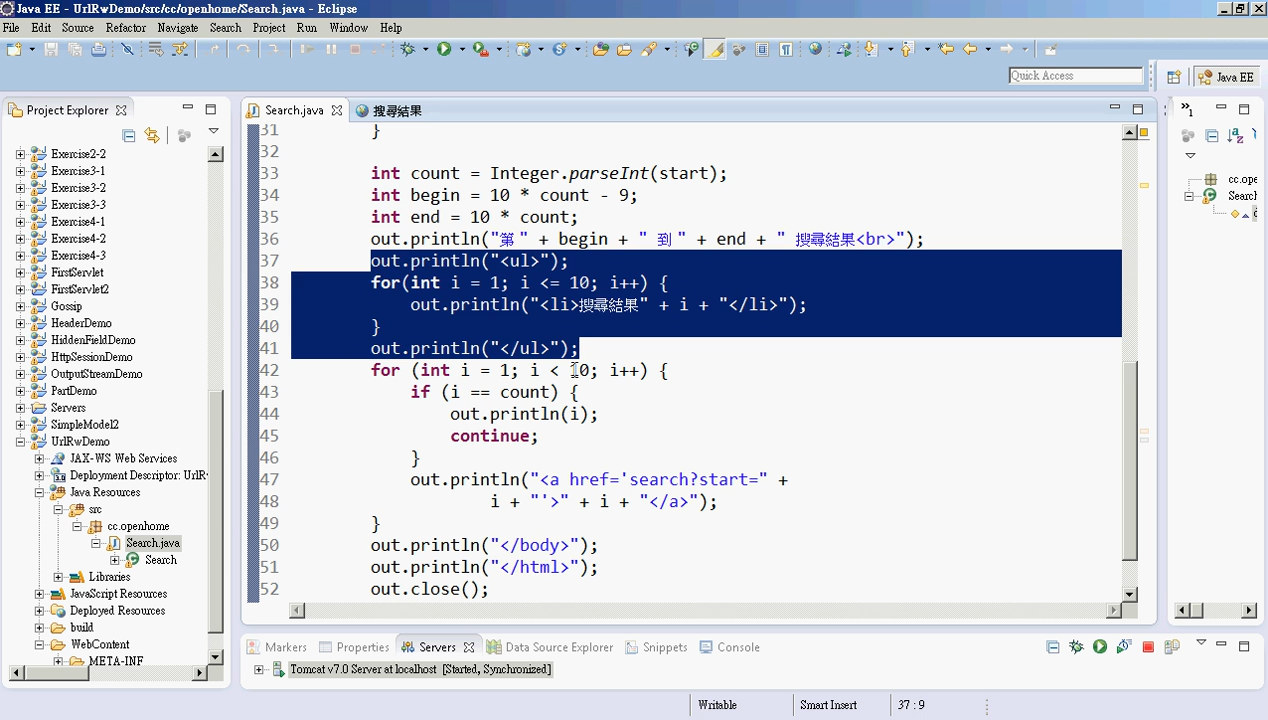 Java EE - UrlRwDemo/src/cc/openhome/Search.java - Eclipse
File Edit Source Refactor Navigate Search Project Run Window Help
Quick Access
Java EE
Project Explorer
Exercise2-2
Exercise3-1
Exercise3-2
Exercise3-3
Exercise4-1
Exercise4-2
Exercise4-3
FirstServlet
FirstServlet2
Gossip
HeaderDemo
HiddenFieldDemo
HttpSessionDemo
OutputStreamDemo
PartDemo
Servers
SimpleModel2
UrlRwDemo
JAX-WS Web Services
Deployment Descriptor: UrlR
Java Resources
src
cc.openhome
Search.java
Search
Libraries
JavaScript Resources
Deployed Resources
build
WebContent
META-INF
Search.java
搜尋結果
31 }
32
33 int count = Integer.parseInt(start);
34 int begin = 10 * count - 9;
35 int end = 10 * count;
36 out.println("第 " + begin + " 到 " + end + " 搜尋結果<br>");
37 out.println("<ul>");
38 for(int i = 1; i <= 10; i++) {
39 out.println("<li>搜尋結果" + i + "</li>");
40 }
41 out.println("</ul>");
42 for (int i = 1; i < 10; i++) {
43 if (i == count) {
44 out.println(i);
45 continue;
46 }
47 out.println("<a href='search?start=" +
48 i + "'>" + i + "</a>");
49 }
50 out.println("</body>");
51 out.println("</html>");
52 out.close();
cc.ope
Searc
Markers Properties Servers Data Source Explorer Snippets Console
Tomcat v7.0 Server at localhost [Started, Synchronized]
Writable Smart Insert 37 : 9